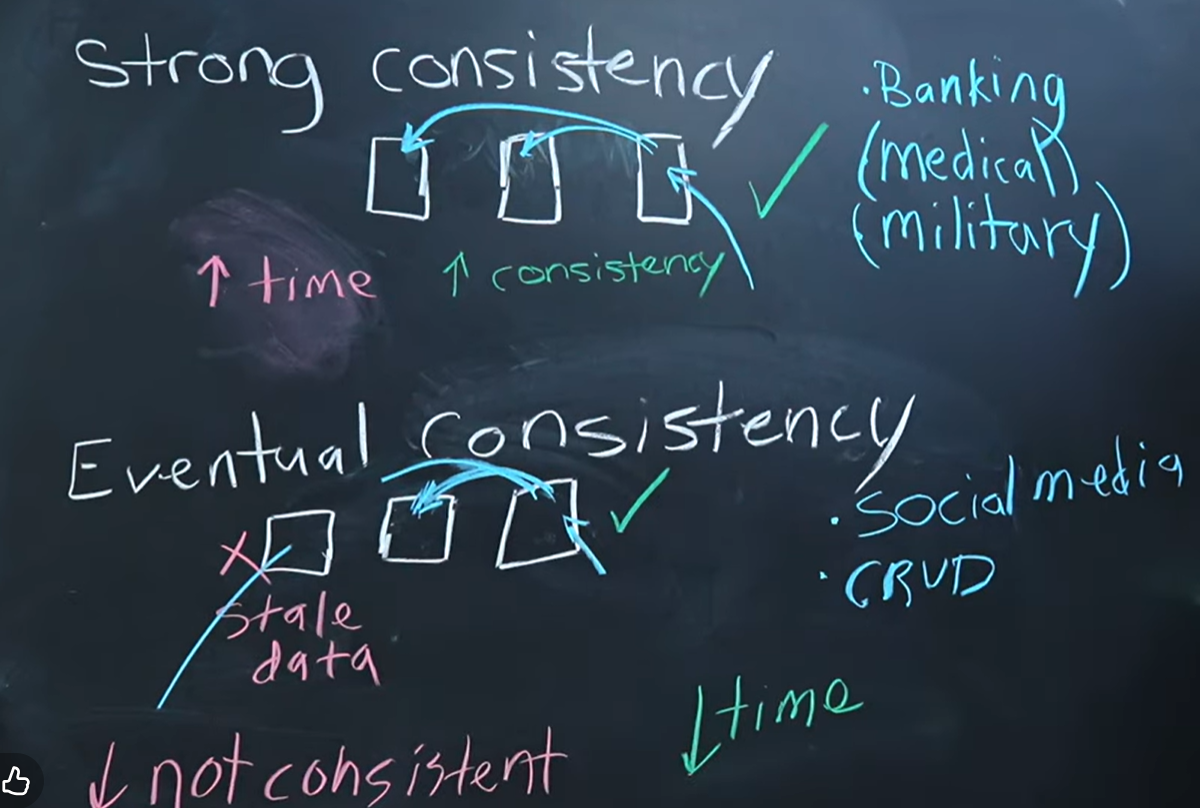 Strong consistency
· Banking
(medical)
(military)
↑ time
↑ consistency
Eventual consistency
· Social media
· CRUD
X
stale
data
↓ time
↓ not consistent